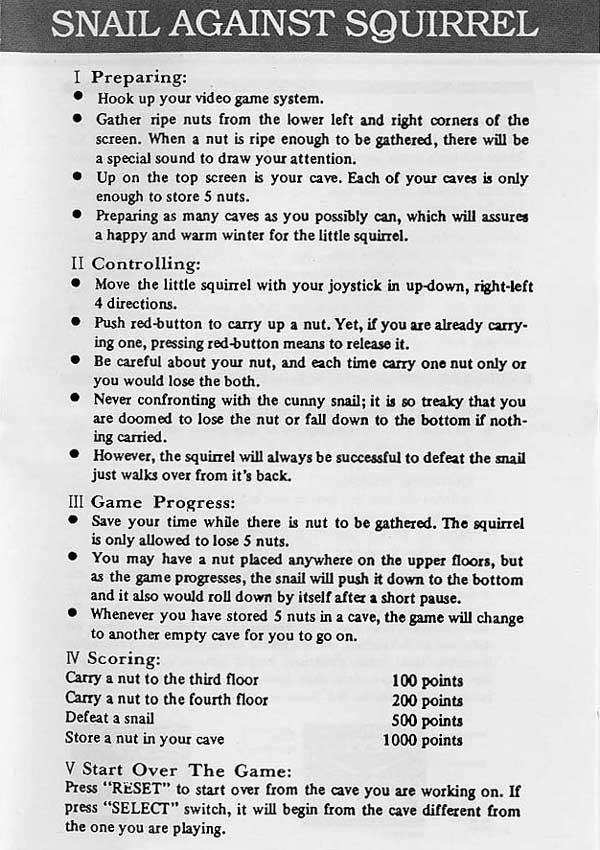 SNAIL AGAINST SQUIRREL
I Preparing:
● Hook up your video game system.
● Gather ripe nuts from the lower left and right corners of the
screen. When a nut is ripe enough to be gathered, there will be
a special sound to draw your attention.
● Up on the top screen is your cave. Each of your caves is only
enough to store 5 nuts.
● Preparing as many caves as you possibly can, which will assures
a happy and warm winter for the little squirrel.
II Controlling:
● Move the little squirrel with your joystick in up-down, right-left
4 directions.
● Push red-button to carry up a nut. Yet, if you are already carry-
ing one, pressing red-button means to release it.
● Be careful about your nut, and each time carry one nut only or
you would lose the both.
● Never confronting with the cunny snail; it is so treaky that you
are doomed to lose the nut or fall down to the bottom if noth-
ing carried.
● However, the squirrel will always be successful to defeat the snail
just walks over from it's back.
III Game Progress:
● Save your time while there is nut to be gathered. The squirrel
is only allowed to lose 5 nuts.
● You may have a nut placed anywhere on the upper floors, but
as the game progresses, the snail will push it down to the bottom
and it also would roll down by itself after a short pause.
● Whenever you have stored 5 nuts in a cave, the game will change
to another empty cave for you to go on.
IV Scoring:
Carry a nut to the third floor 100 points
Carry a nut to the fourth floor 200 points
Defeat a snail 500 points
Store a nut in your cave 1000 points
V Start Over The Game:
Press "RESET" to start over from the cave you are working on. If
press "SELECT" switch, it will begin from the cave different from
the one you are playing.